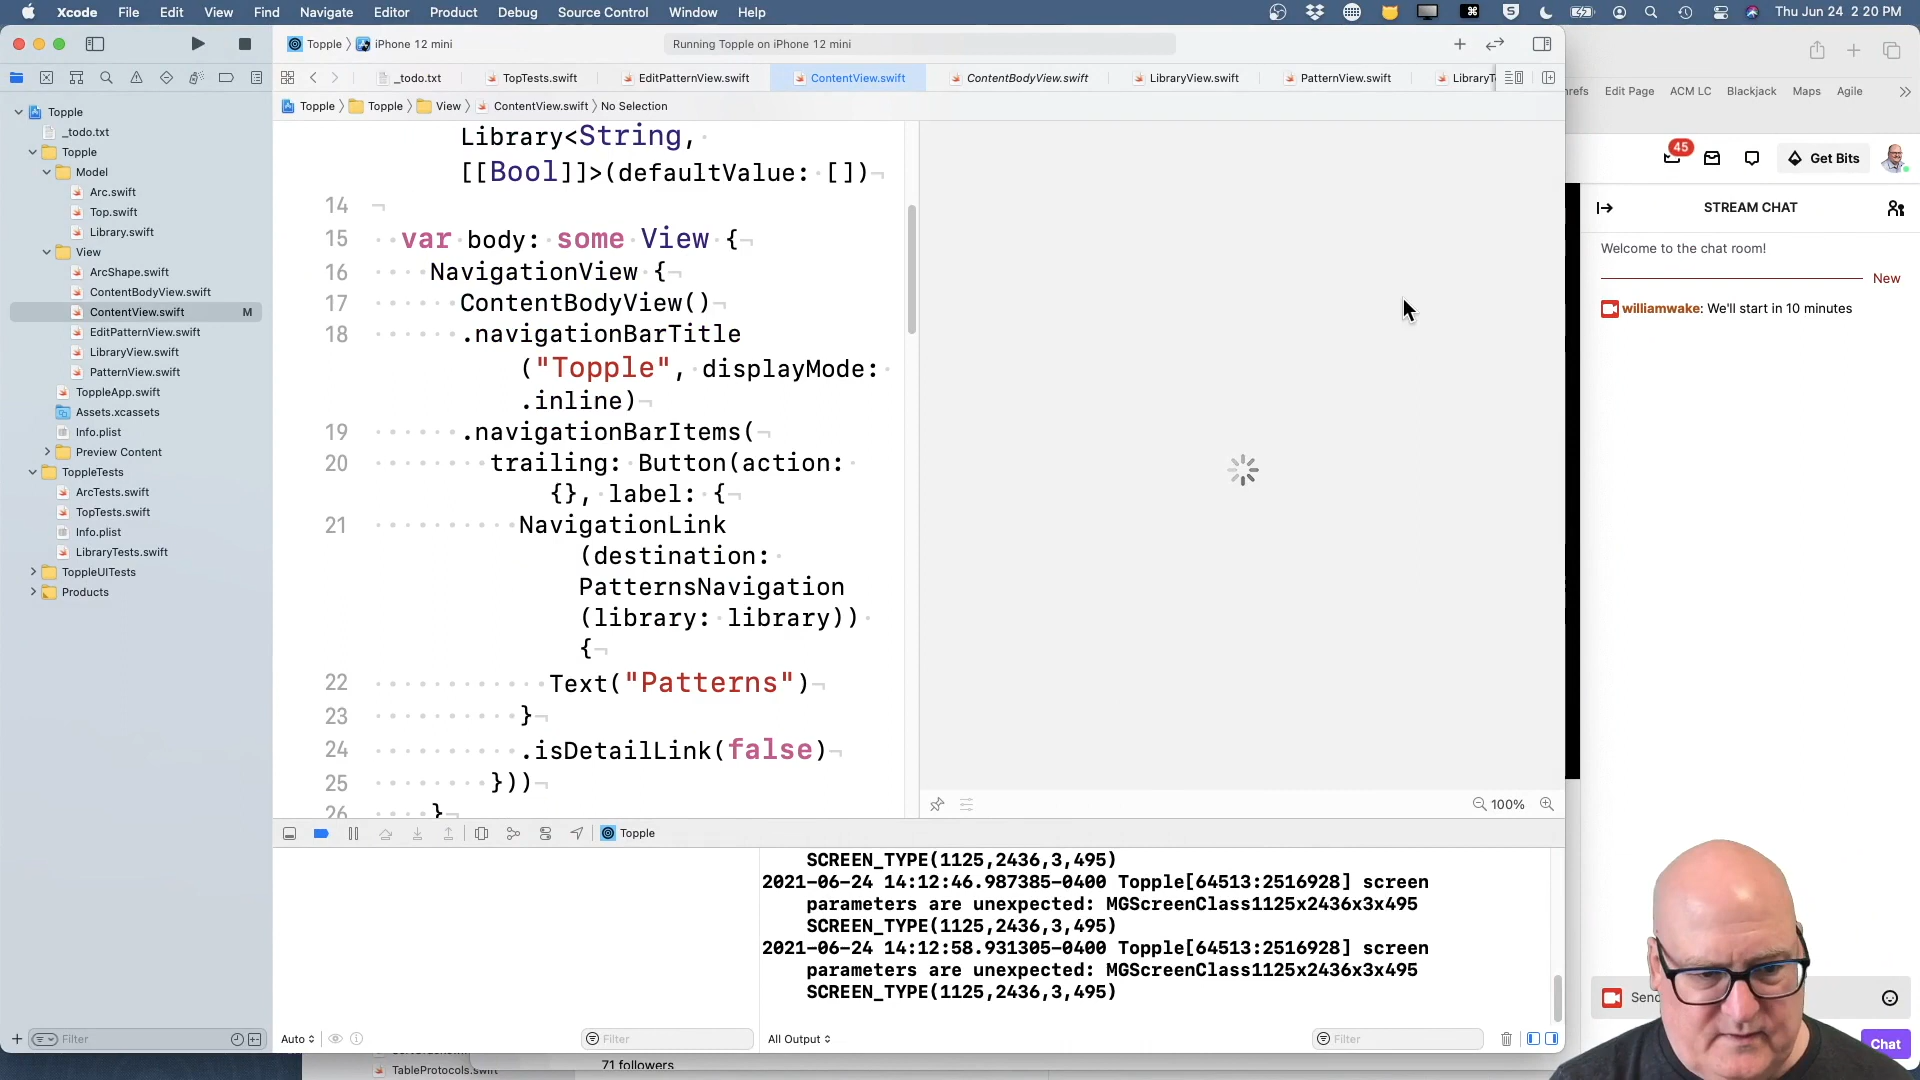 Xcode File Edit View Find Navigate Editor Product Debug Source Control Window Help Thu Jun 24 2:20 PM
Topple iPhone 12 mini Running Topple on iPhone 12 mini
_todo.txt TopTests.swift EditPatternView.swift ContentView.swift ContentBodyView.swift LibraryView.swift PatternView.swift
Edit Page ACM LC Blackjack Maps Agile
Topple Topple View ContentView.swift No Selection
Topple
_todo.txt
Topple
Model
Arc.swift
Top.swift
Library.swift
View
ArcShape.swift
ContentBodyView.swift
ContentView.swift M
EditPatternView.swift
LibraryView.swift
PatternView.swift
ToppleApp.swift
Assets.xcassets
Info.plist
Preview Content
ToppleTests
ArcTests.swift
TopTests.swift
Info.plist
LibraryTests.swift
ToppleUITests
Products
Filter
Library<String,
[[Bool]]>(defaultValue: [])
14
15 var body: some View {
16 NavigationView {
17 ContentBodyView()
18 .navigationBarTitle
("Topple", displayMode:
.inline)
19 .navigationBarItems(
20 trailing: Button(action:
{}, label: {
21 NavigationLink
(destination:
PatternsNavigation
(library: library))
{
22 Text("Patterns")
23 }
24 .isDetailLink(false)
25 }))
26 }
100%
Topple
SCREEN_TYPE(1125,2436,3,495)
2021-06-24 14:12:46.987385-0400 Topple[64513:2516928] screen
parameters are unexpected: MGScreenClass1125x2436x3x495
SCREEN_TYPE(1125,2436,3,495)
2021-06-24 14:12:58.931305-0400 Topple[64513:2516928] screen
parameters are unexpected: MGScreenClass1125x2436x3x495
SCREEN_TYPE(1125,2436,3,495)
Auto Filter All Output Filter
TableProtocols.swift
71 followers
45 Get Bits
STREAM CHAT
Welcome to the chat room!
New
williamwake: We'll start in 10 minutes
Chat